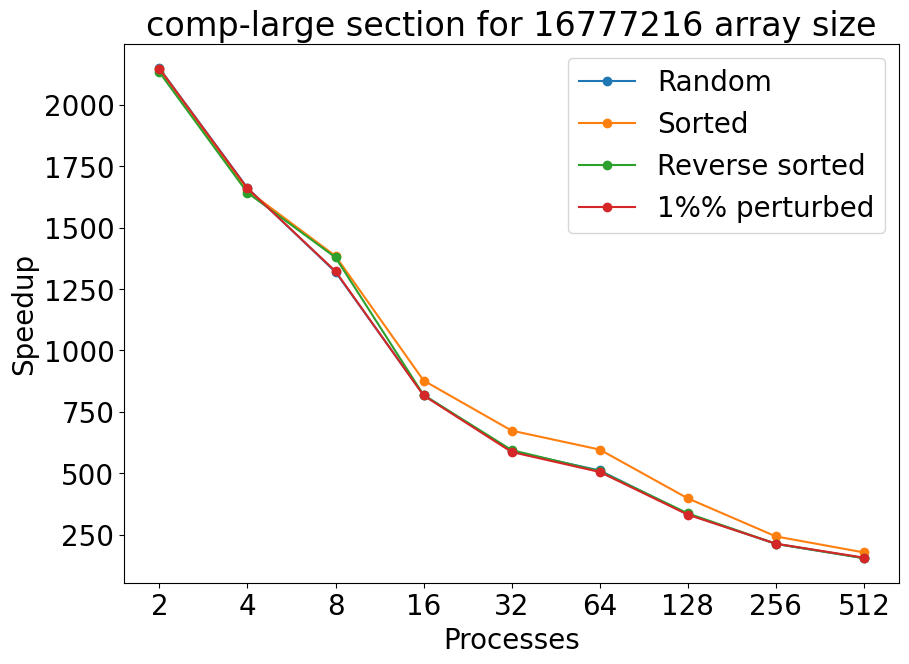 comp-large section for 16777216 array size
Random
Sorted
Reverse sorted
1%% perturbed
Speedup
2000
1750
1500
1250
1000
750
500
250
2 4 8 16 32 64 128 256 512
Processes